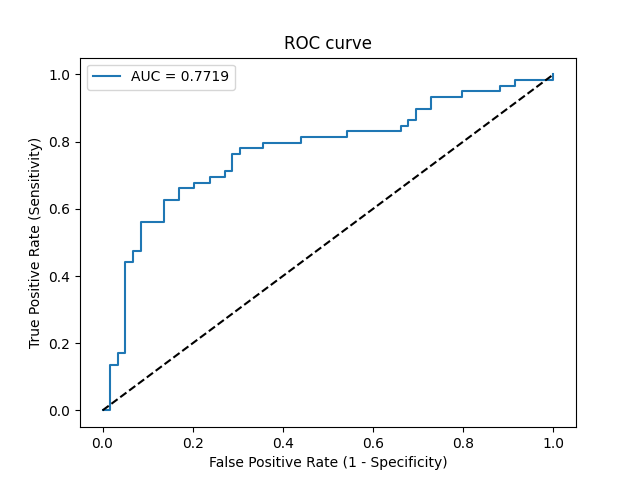 ROC curve
AUC = 0.7719
1.0
0.8
0.6
0.4
0.2
0.0
True Positive Rate (Sensitivity)
0.0 0.2 0.4 0.6 0.8 1.0
False Positive Rate (1 - Specificity)